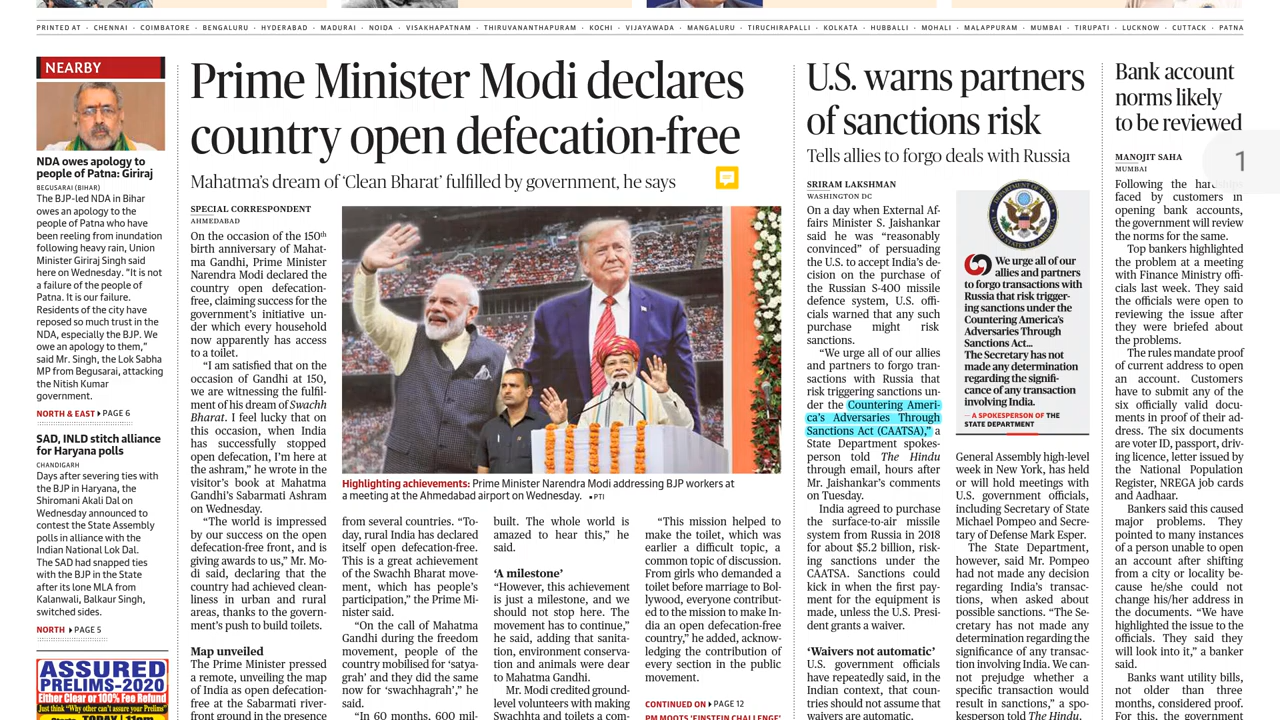 PRINTED AT · CHENNAI · COIMBATORE · BENGALURU · HYDERABAD · MADURAI · NOIDA · VISAKHAPATNAM · THIRUVANANTHAPURAM · KOCHI · VIJAYAWADA · MANGALURU · TIRUCHIRAPALLI · KOLKATA · HUBBALLI · MOHALI · MALAPPURAM · MUMBAI · TIRUPATI · LUCKNOW · CUTTACK · PATNA
NEARBY
NDA owes apology to
people of Patna: Giriraj
BEGUSARAI (BIHAR)
The BJP-led NDA in Bihar
owes an apology to the
people of Patna who have
been reeling from inundation
following heavy rain, Union
Minister Giriraj Singh said
here on Wednesday. “It is not
a failure of the people of
Patna. It is our failure.
Residents of the city have
reposed so much trust in the
NDA, especially the BJP. We
owe an apology to them,”
said Mr. Singh, the Lok Sabha
MP from Begusarai, attacking
the Nitish Kumar
government.
NORTH & EAST PAGE 6
SAD, INLD stitch alliance
for Haryana polls
CHANDIGARH
Days after severing ties with
the BJP in Haryana, the
Shiromani Akali Dal on
Wednesday announced to
contest the State Assembly
polls in alliance with the
Indian National Lok Dal.
The SAD had snapped ties
with the BJP in the State
after its lone MLA from
Kalanwali, Balkaur Singh,
switched sides.
NORTH PAGE 5
ASSURED
PRELIMS-2020
Either Clear or 100% Fee Refund
Just think “Why other can't assure your Prelims”
Prime Minister Modi declares
country open defecation-free
Mahatma’s dream of ‘Clean Bharat’ fulfilled by government, he says
SPECIAL CORRESPONDENT
AHMEDABAD
On the occasion of the 150th
birth anniversary of Mahat-
ma Gandhi, Prime Minister
Narendra Modi declared the
country open defecation-
free, claiming success for the
government’s initiative un-
der which every household
now apparently has access
to a toilet.
“I am satisfied that on the
occasion of Gandhi at 150,
we are witnessing the fulfil-
ment of his dream of Swachh
Bharat. I feel lucky that on
this occasion, when India
has successfully stopped
open defecation, I’m here at
the ashram,” he wrote in the
visitor’s book at Mahatma
Gandhi’s Sabarmati Ashram
on Wednesday.
“The world is impressed
by our success on the open
defecation-free front, and is
giving awards to us,” Mr. Mo-
di said, declaring that the
country had achieved clean-
liness in urban and rural
areas, thanks to the govern-
ment’s push to build toilets.
Map unveiled
The Prime Minister pressed
a remote, unveiling the map
of India as open defecation-
free at the Sabarmati river-
front ground in the presence
Highlighting achievements: Prime Minister Narendra Modi addressing BJP workers at
a meeting at the Ahmedabad airport on Wednesday. • PTI
from several countries. “To-
day, rural India has declared
itself open defecation-free.
This is a great achievement
of the Swachh Bharat move-
ment, which has people’s
participation,” the Prime Mi-
nister said.
“On the call of Mahatma
Gandhi during the freedom
movement, people of the
country mobilised for ‘satya-
grah’ and they did the same
now for ‘swachhagrah’,” he
said.
“In 60 months, 600 mil-
built. The whole world is
amazed to hear this,” he
said.
‘A milestone’
“However, this achievement
is just a milestone, and we
should not stop here. The
movement has to continue,”
he said, adding that sanita-
tion, environment conserva-
tion and animals were dear
to Mahatma Gandhi.
Mr. Modi credited ground-
level volunteers with making
Swachhta and toilets a com-
“This mission helped to
make the toilet, which was
earlier a difficult topic, a
common topic of discussion.
From girls who demanded a
toilet before marriage to Bol-
lywood, everyone contribut-
ed to the mission to make In-
dia an open defecation-free
country,” he added, acknow-
ledging the contribution of
every section in the public
movement.
CONTINUED ON PAGE 12
PM MOOTS ‘EINSTEIN CHALLENGE’
U.S. warns partners
of sanctions risk
Tells allies to forgo deals with Russia
SRIRAM LAKSHMAN
WASHINGTON DC
On a day when External Af-
fairs Minister S. Jaishankar
said he was “reasonably
convinced” of persuading
the U.S. to accept India’s de-
cision on the purchase of
the Russian S-400 missile
defence system, U.S. offi-
cials warned that any such
purchase might risk
sanctions.
“We urge all of our allies
and partners to forgo tran-
sactions with Russia that
risk triggering sanctions un-
der the Countering Ameri-
ca’s Adversaries Through
Sanctions Act (CAATSA),” a
State Department spokes-
person told The Hindu
through email, hours after
Mr. Jaishankar’s comments
on Tuesday.
India agreed to purchase
the surface-to-air missile
system from Russia in 2018
for about $5.2 billion, risk-
ing sanctions under the
CAATSA. Sanctions could
kick in when the first pay-
ment for the equipment is
made, unless the U.S. Presi-
dent grants a waiver.
‘Waivers not automatic’
U.S. government officials
have repeatedly said, in the
Indian context, that coun-
tries should not assume that
waivers are automatic.
We urge all of our
allies and partners
to forgo transactions with
Russia that risk trigger-
ing sanctions under the
Countering America’s
Adversaries Through
Sanctions Act...
The Secretary has not
made any determination
regarding the signifi-
cance of any transaction
involving India.
— A SPOKESPERSON OF THE
STATE DEPARTMENT
General Assembly high-level
week in New York, has held
or will hold meetings with
U.S. government officials,
including Secretary of State
Michael Pompeo and Secre-
tary of Defense Mark Esper.
The State Department,
however, said Mr. Pompeo
had not made any decision
regarding India’s transac-
tions, when asked about
possible sanctions. “The Se-
cretary has not made any
determination regarding the
significance of any transac-
tion involving India. We can-
not prejudge whether a
specific transaction would
result in sanctions,” a spo-
kesperson told The Hindu.
Bank account
norms likely
to be reviewed
1
MANOJIT SAHA
MUMBAI
Following the hardships
faced by customers in
opening bank accounts,
the government will review
the norms for the same.
Top bankers highlighted
the problem at a meeting
with Finance Ministry offi-
cials last week. They said
the officials were open to
reviewing the issue after
they were briefed about
the problems.
The rules mandate proof
of current address to open
an account. Customers
have to submit any of the
six officially valid docu-
ments in proof of their ad-
dress. The six documents
are voter ID, passport, driv-
ing licence, letter issued by
the National Population
Register, NREGA job cards
and Aadhaar.
Bankers said this caused
major problems. They
pointed to many instances
of a person unable to open
an account after shifting
from a city or locality be-
cause he/she could not
change his/her address in
the documents. “We have
highlighted the issue to the
officials. They said they
will look into it,” a banker
said.
Banks want utility bills,
not older than three
months, considered proof.